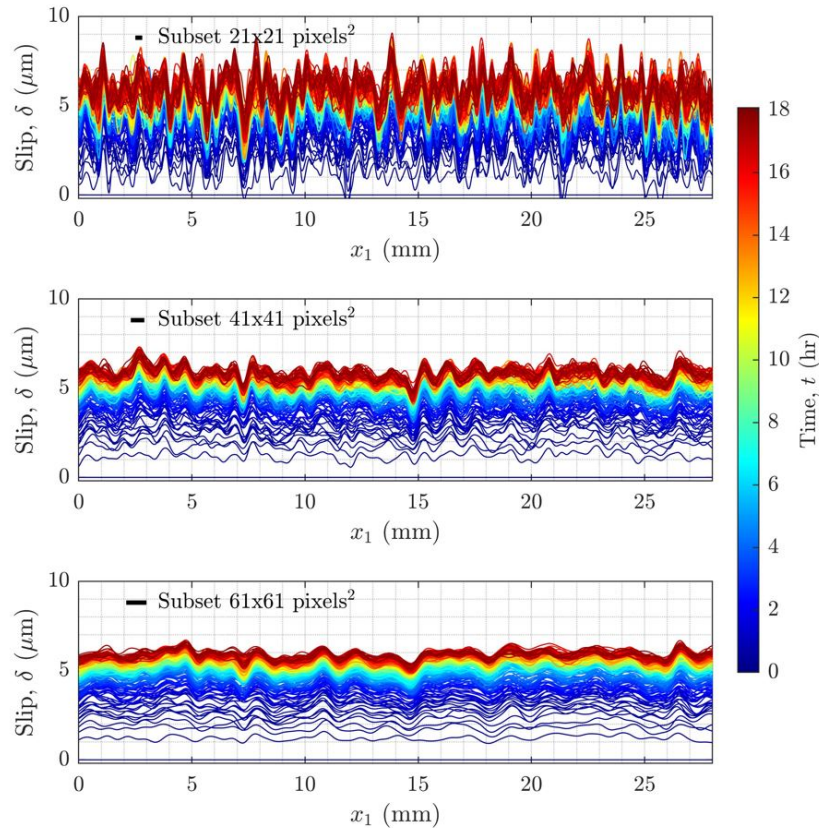 10
Subset 21x21 pixels²
5
0
Slip, δ (μm)
0 5 10 15 20 25
x₁ (mm)
10
Subset 41x41 pixels²
5
0
Slip, δ (μm)
0 5 10 15 20 25
x₁ (mm)
10
Subset 61x61 pixels²
5
0
Slip, δ (μm)
0 5 10 15 20 25
x₁ (mm)
18
16
14
12
10
8
6
4
2
0
Time, t (hr)